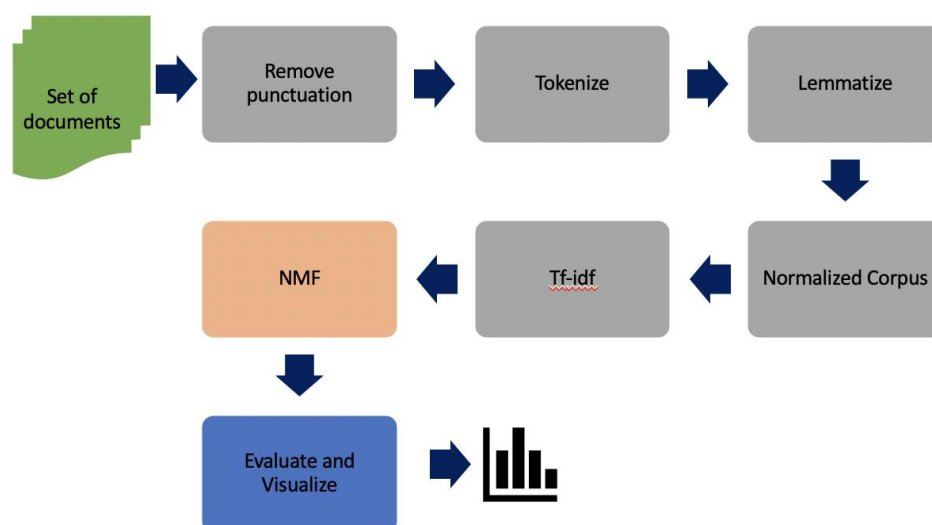 Set of
documents
Remove
punctuation
Tokenize
Lemmatize
Normalized Corpus
Tf-idf
NMF
Evaluate and
Visualize